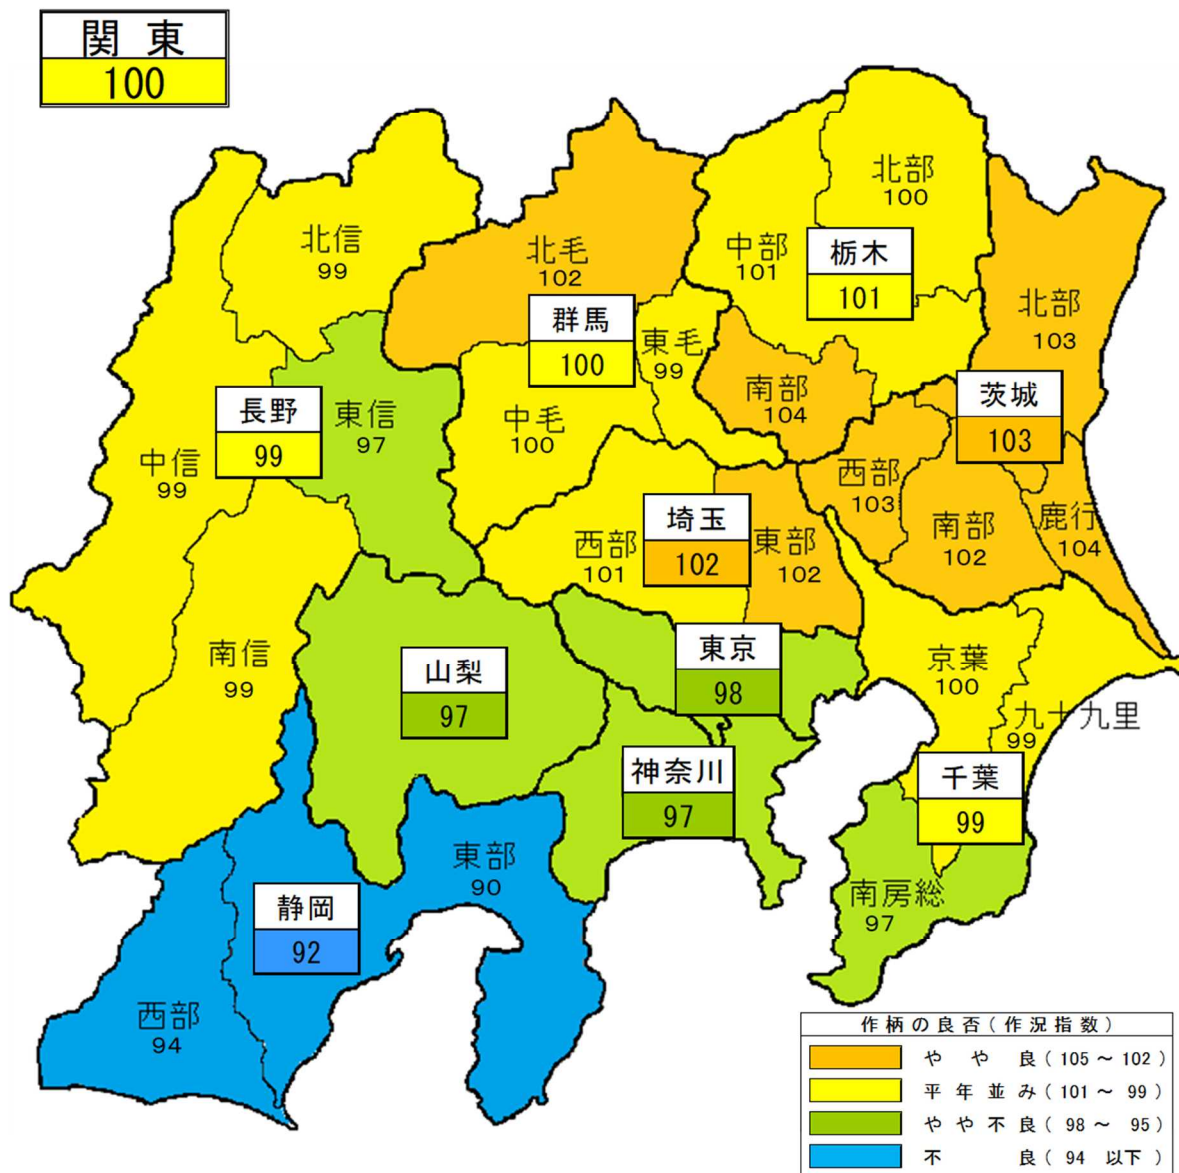 関東
100
北部
100
北信
99
北毛
102
中部
101
栃木
101
北部
103
群馬
100
東毛
99
南部
104
茨城
103
長野
99
東信
97
中毛
100
中信
99
西部
103
埼玉
102
西部
101
東部
102
南部
102
鹿行
104
南信
99
山梨
97
東京
98
京葉
100
九十九里
99
神奈川
97
千葉
99
東部
90
静岡
92
南房総
97
西部
94
作柄の良否(作況指数)
やや良(105~102)
平年並み(101~99)
やや不良(98~95)
不良(94以下)